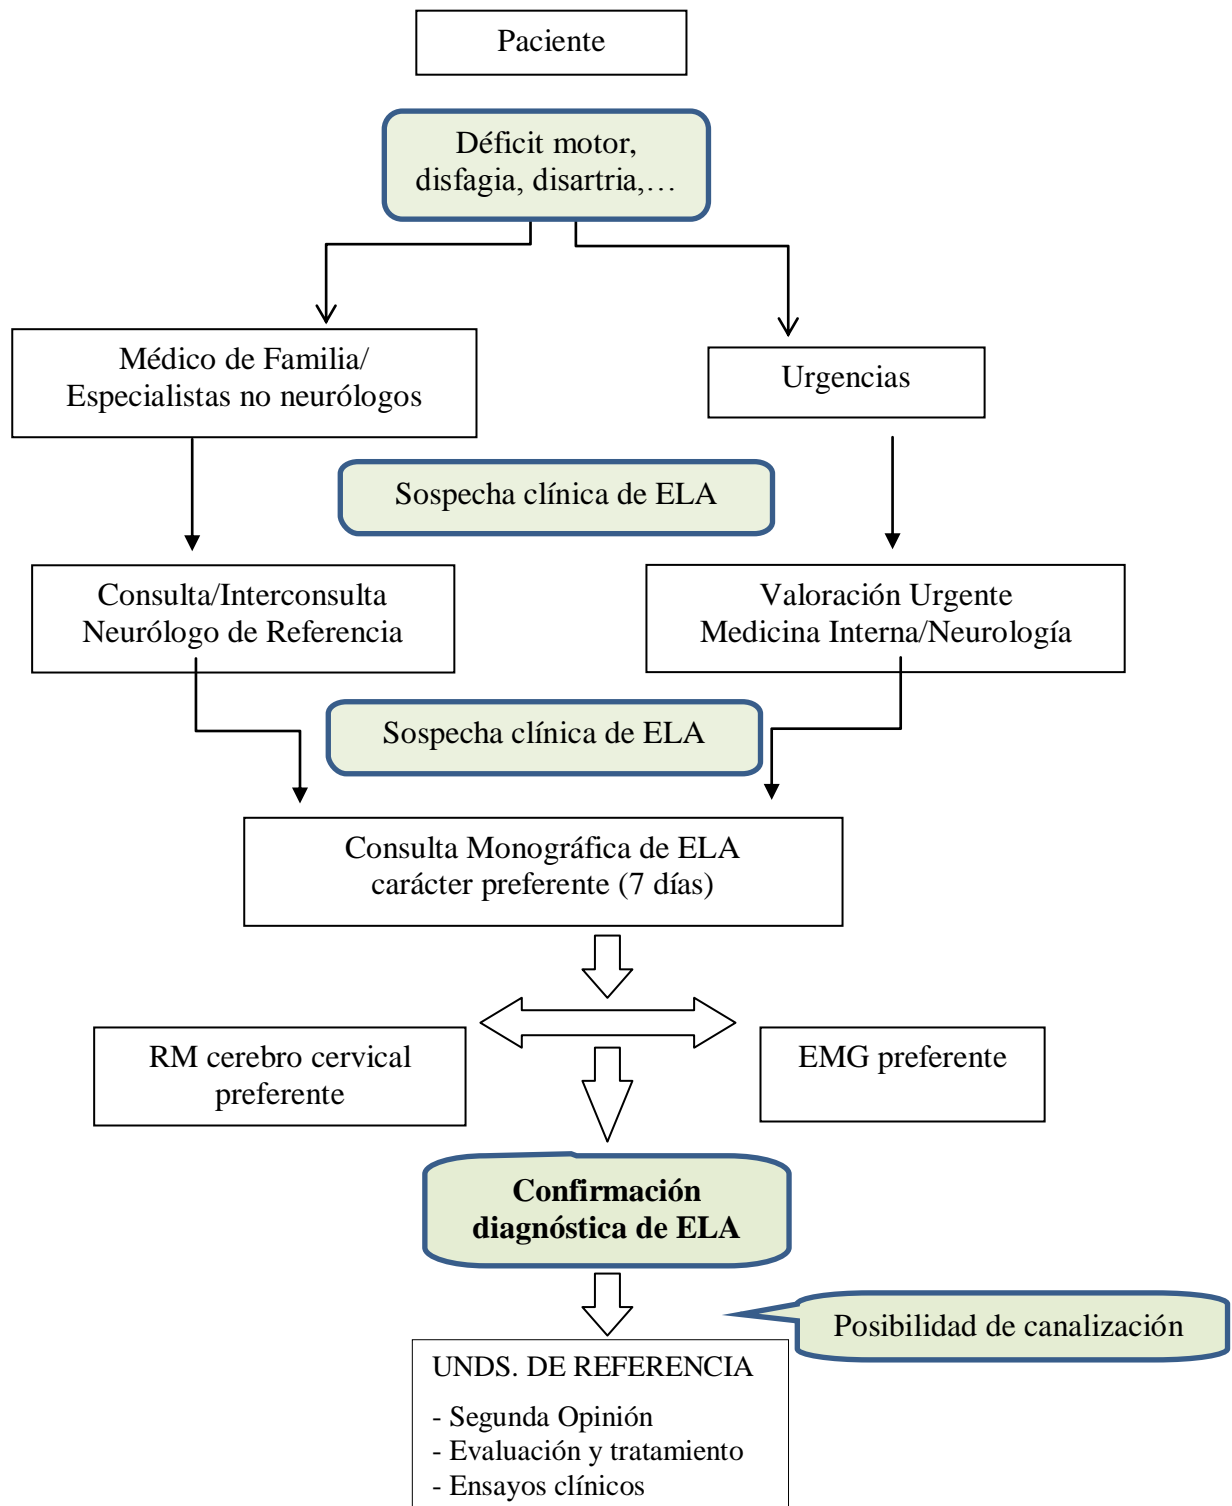 Paciente
Déficit motor,
disfagia, disartria,…
Médico de Familia/
Especialistas no neurólogos
Urgencias
Sospecha clínica de ELA
Consulta/Interconsulta
Neurólogo de Referencia
Valoración Urgente
Medicina Interna/Neurología
Sospecha clínica de ELA
Consulta Monográfica de ELA
carácter preferente (7 días)
RM cerebro cervical
preferente
EMG preferente
Confirmación
diagnóstica de ELA
Posibilidad de canalización
UNDS. DE REFERENCIA
- Segunda Opinión
- Evaluación y tratamiento
- Ensayos clínicos